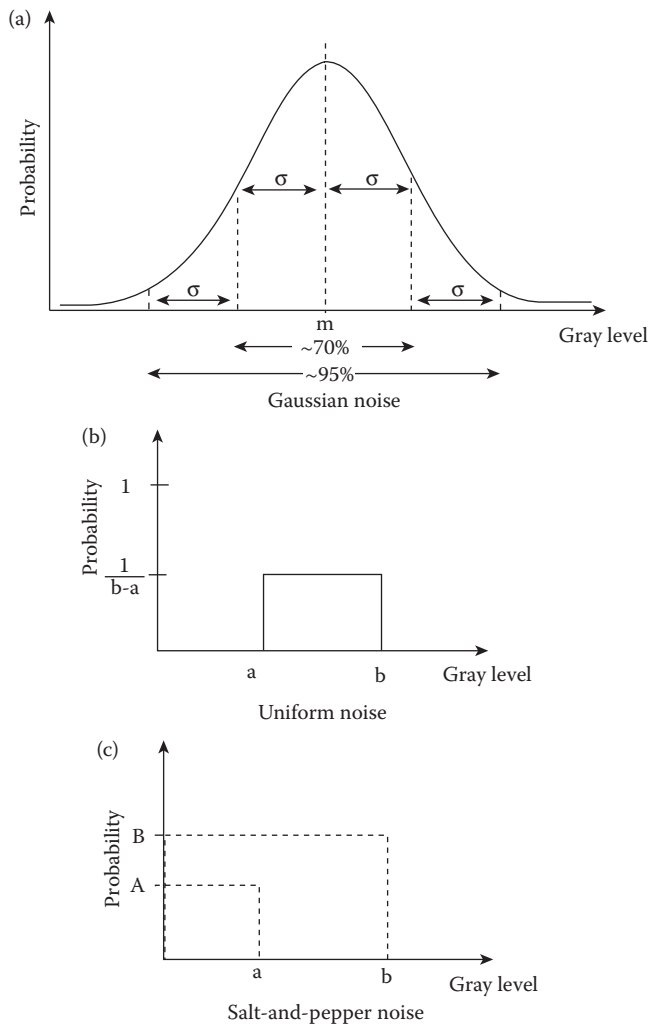 (a)
Probability
σ σ
σ σ
m
Gray level
~70%
~95%
Gaussian noise
(b)
Probability
1
1
b-a
a b
Gray level
Uniform noise
(c)
Probability
B
A
a b
Gray level
Salt-and-pepper noise